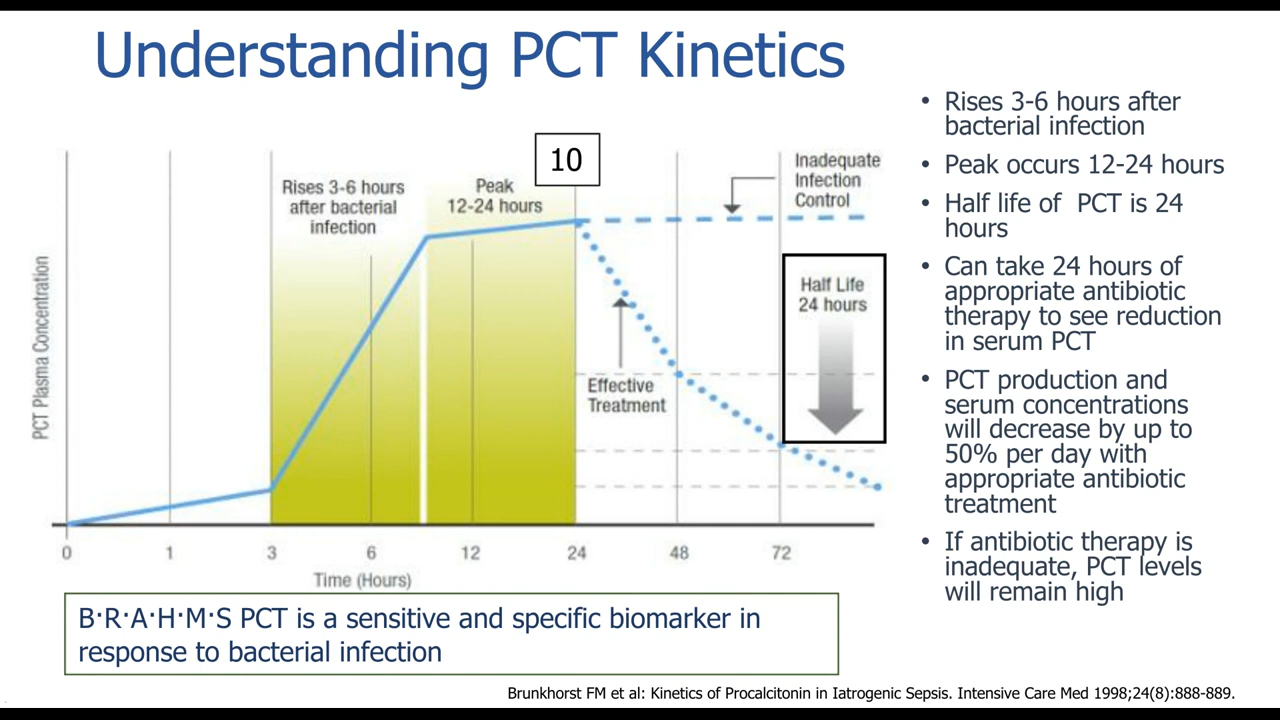 Understanding PCT Kinetics
10
Rises 3-6 hours
after bacterial
infection
Peak
12-24 hours
Inadequate
Infection
Control
Half Life
24 hours
Effective
Treatment
PCT Plasma Concentration
0 1 3 6 12 24 48 72
Time (Hours)
B·R·A·H·M·S PCT is a sensitive and specific biomarker in
response to bacterial infection
• Rises 3-6 hours after
bacterial infection
• Peak occurs 12-24 hours
• Half life of PCT is 24
hours
• Can take 24 hours of
appropriate antibiotic
therapy to see reduction
in serum PCT
• PCT production and
serum concentrations
will decrease by up to
50% per day with
appropriate antibiotic
treatment
• If antibiotic therapy is
inadequate, PCT levels
will remain high
Brunkhorst FM et al: Kinetics of Procalcitonin in Iatrogenic Sepsis. Intensive Care Med 1998;24(8):888-889.